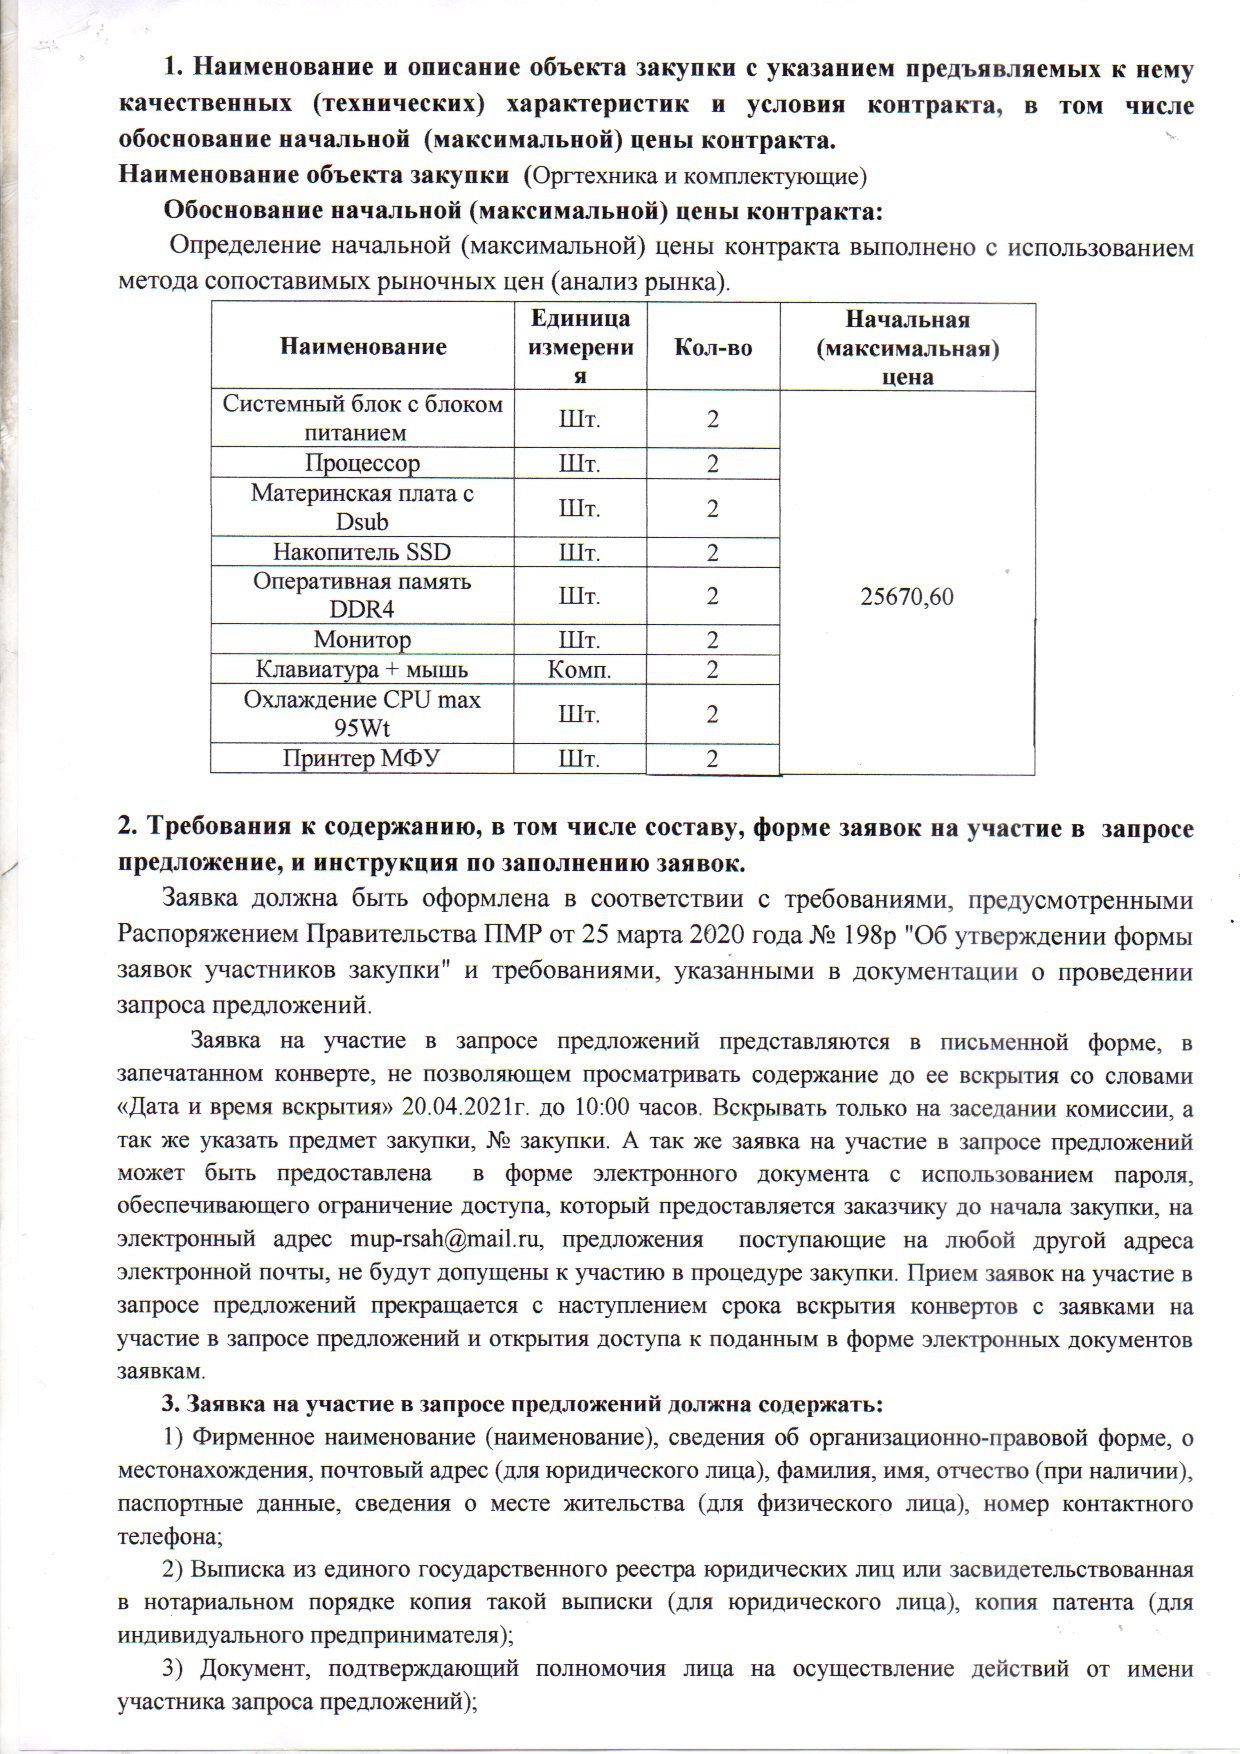 1. Наименование и описание объекта закупки с указанием предъявляемых к нему
качественных (технических) характеристик и условия контракта, в том числе
обоснование начальной (максимальной) цены контракта.
Наименование объекта закупки (Оргтехника и комплектующие)
Обоснование начальной (максимальной) цены контракта:
Определение начальной (максимальной) цены контракта выполнено с использованием
метода сопоставимых рыночных цен (анализ рынка).
Наименование
Единица
измерени
я
Кол-во
Начальная
(максимальная)
цена
Системный блок с блоком
питанием
Шт.
2
Процессор
Шт.
2
Материнская плата с
Dsub
Шт.
2
Накопитель SSD
Шт.
2
Оперативная память
DDR4
Шт.
2
25670,60
Монитор
Шт.
2
Клавиатура + мышь
Комп.
2
Охлаждение CPU max
95Wt
Шт.
2
Принтер МФУ
Шт.
2
2. Требования к содержанию, в том числе составу, форме заявок на участие в запросе
предложение, и инструкция по заполнению заявок.
Заявка должна быть оформлена в соответствии с требованиями, предусмотренными
Распоряжением Правительства ПМР от 25 марта 2020 года № 198р "Об утверждении формы
заявок участников закупки" и требованиями, указанными в документации о проведении
запроса предложений.
Заявка на участие в запросе предложений представляются в письменной форме, в
запечатанном конверте, не позволяющем просматривать содержание до ее вскрытия со словами
«Дата и время вскрытия» 20.04.2021г. до 10:00 часов. Вскрывать только на заседании комиссии, а
так же указать предмет закупки, № закупки. А так же заявка на участие в запросе предложений
может быть предоставлена в форме электронного документа с использованием пароля,
обеспечивающего ограничение доступа, который предоставляется заказчику до начала закупки, на
электронный адрес mup-rsah@mail.ru, предложения поступающие на любой другой адреса
электронной почты, не будут допущены к участию в процедуре закупки. Прием заявок на участие в
запросе предложений прекращается с наступлением срока вскрытия конвертов с заявками на
участие в запросе предложений и открытия доступа к поданным в форме электронных документов
заявкам.
3. Заявка на участие в запросе предложений должна содержать:
1) Фирменное наименование (наименование), сведения об организационно-правовой форме, о
местонахождения, почтовый адрес (для юридического лица), фамилия, имя, отчество (при наличии),
паспортные данные, сведения о месте жительства (для физического лица), номер контактного
телефона;
2) Выписка из единого государственного реестра юридических лиц или засвидетельствованная
в нотариальном порядке копия такой выписки (для юридического лица), копия патента (для
индивидуального предпринимателя);
3) Документ, подтверждающий полномочия лица на осуществление действий от имени
участника запроса предложений);